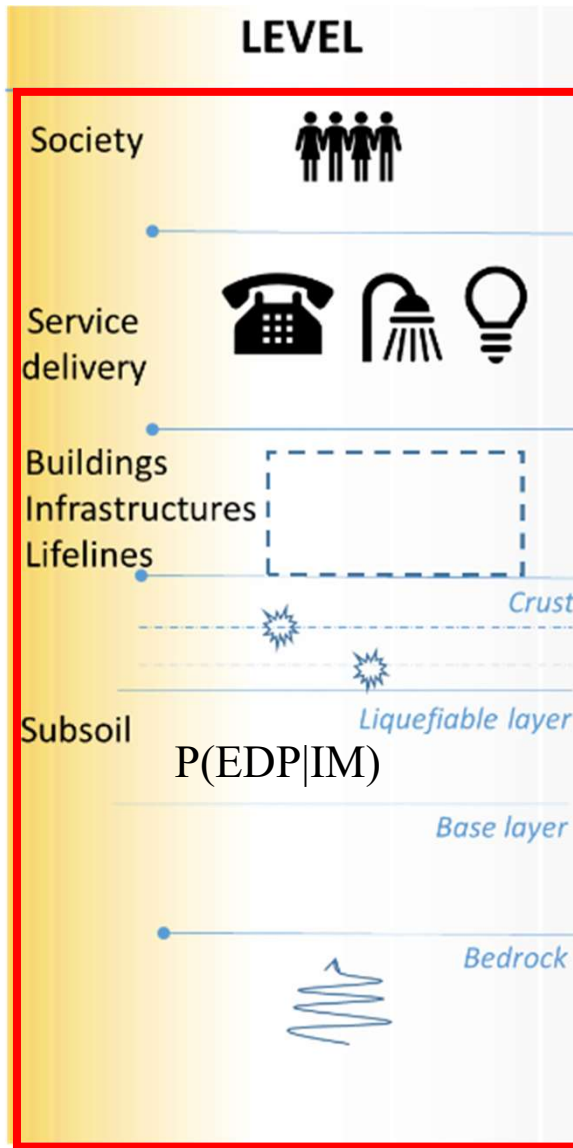 LEVEL
Society
Service
delivery
Buildings
Infrastructures
Lifelines
Crust
Liquefiable layer
Subsoil
P(EDP|IM)
Base layer
Bedrock